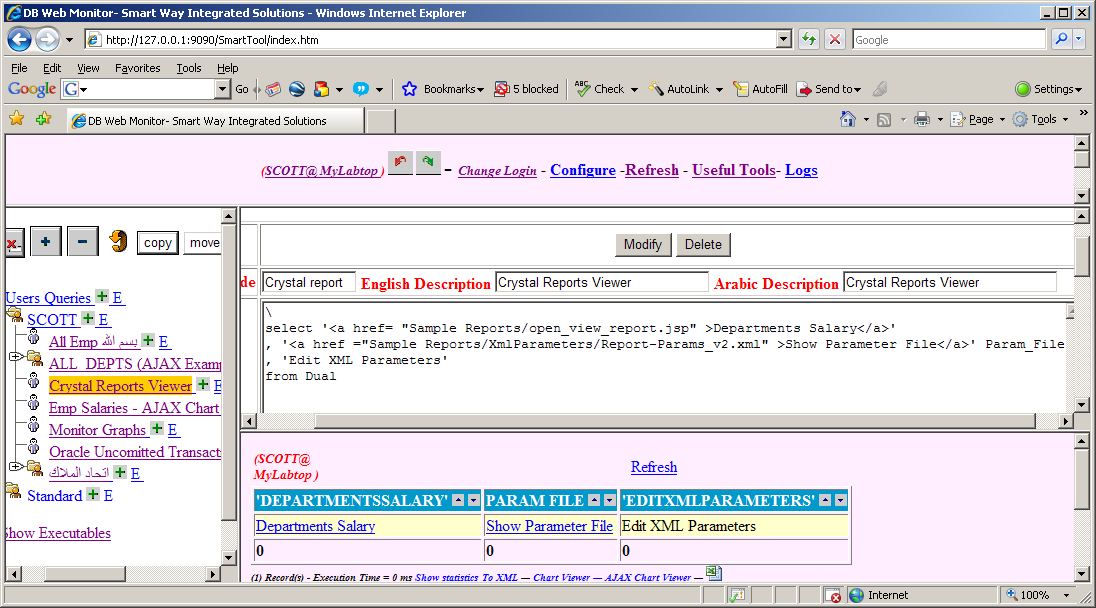 DB Web Monitor- Smart Way Integrated Solutions - Windows Internet Explorer
http://127.0.0.1:9090/SmartTool/index.htm
Google
File Edit View Favorites Tools Help
Google G Go Bookmarks 5 blocked ABC Check AutoLink AutoFill Send to Settings
DB Web Monitor- Smart Way Integrated Solutions Page Tools »
(SCOTT@ MyLabtop ) - Change Login - Configure -Refresh - Useful Tools- Logs
x + - copy move
Users Queries + E
SCOTT + E
All Emp بسم الله + E
ALL_DEPTS (AJAX Examp
Crystal Reports Viewer + E
Emp Salaries - AJAX Chart
Monitor Graphs + E
Oracle Uncomitted Transact
اتحاد الملاك + E
Standard + E
Show Executables
Modify Delete
de Crystal report English Description Crystal Reports Viewer Arabic Description Crystal Reports Viewer
\
select '<a href= "Sample Reports/open_view_report.jsp" >Departments Salary</a>'
, '<a href ="Sample Reports/XmlParameters/Report-Params_v2.xml" >Show Parameter File</a>' Param_File
, 'Edit XML Parameters'
from Dual
(SCOTT@
MyLabtop )
Refresh
'DEPARTMENTSSALARY' PARAM FILE 'EDITXMLPARAMETERS'
Departments Salary Show Parameter File Edit XML Parameters
0 0 0
(1) Record(s) - Execution Time = 0 ms Show statistics To XML --- Chart Viewer --- AJAX Chart Viewer ---
Internet 100%